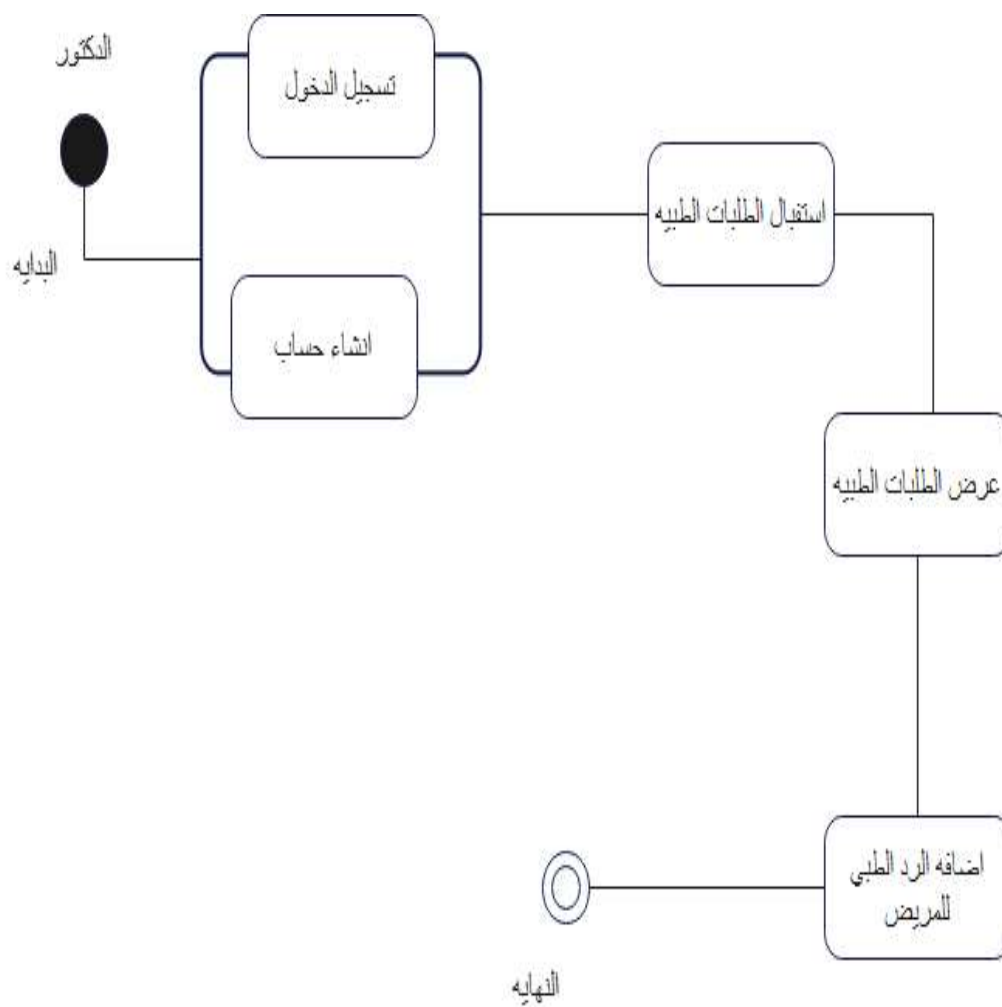 الدكتور
البدايه
تسجيل الدخول
انشاء حساب
استقبال الطلبات الطبيه
عرض الطلبات الطبيه
اضافه الرد الطبي
للمريض
النهايه